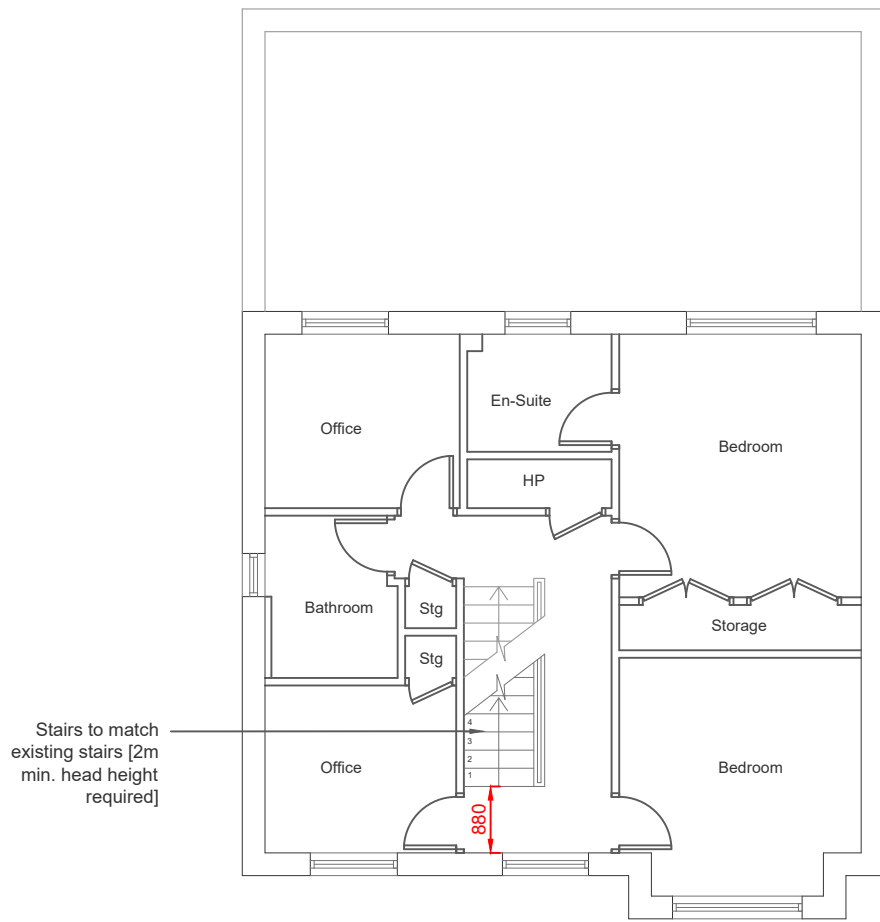 En-Suite
Office
Bedroom
HP
Bathroom
Stg
Storage
Stg
4
3
2
1
Stairs to match
existing stairs [2m
min. head height
required]
Office
Bedroom
880